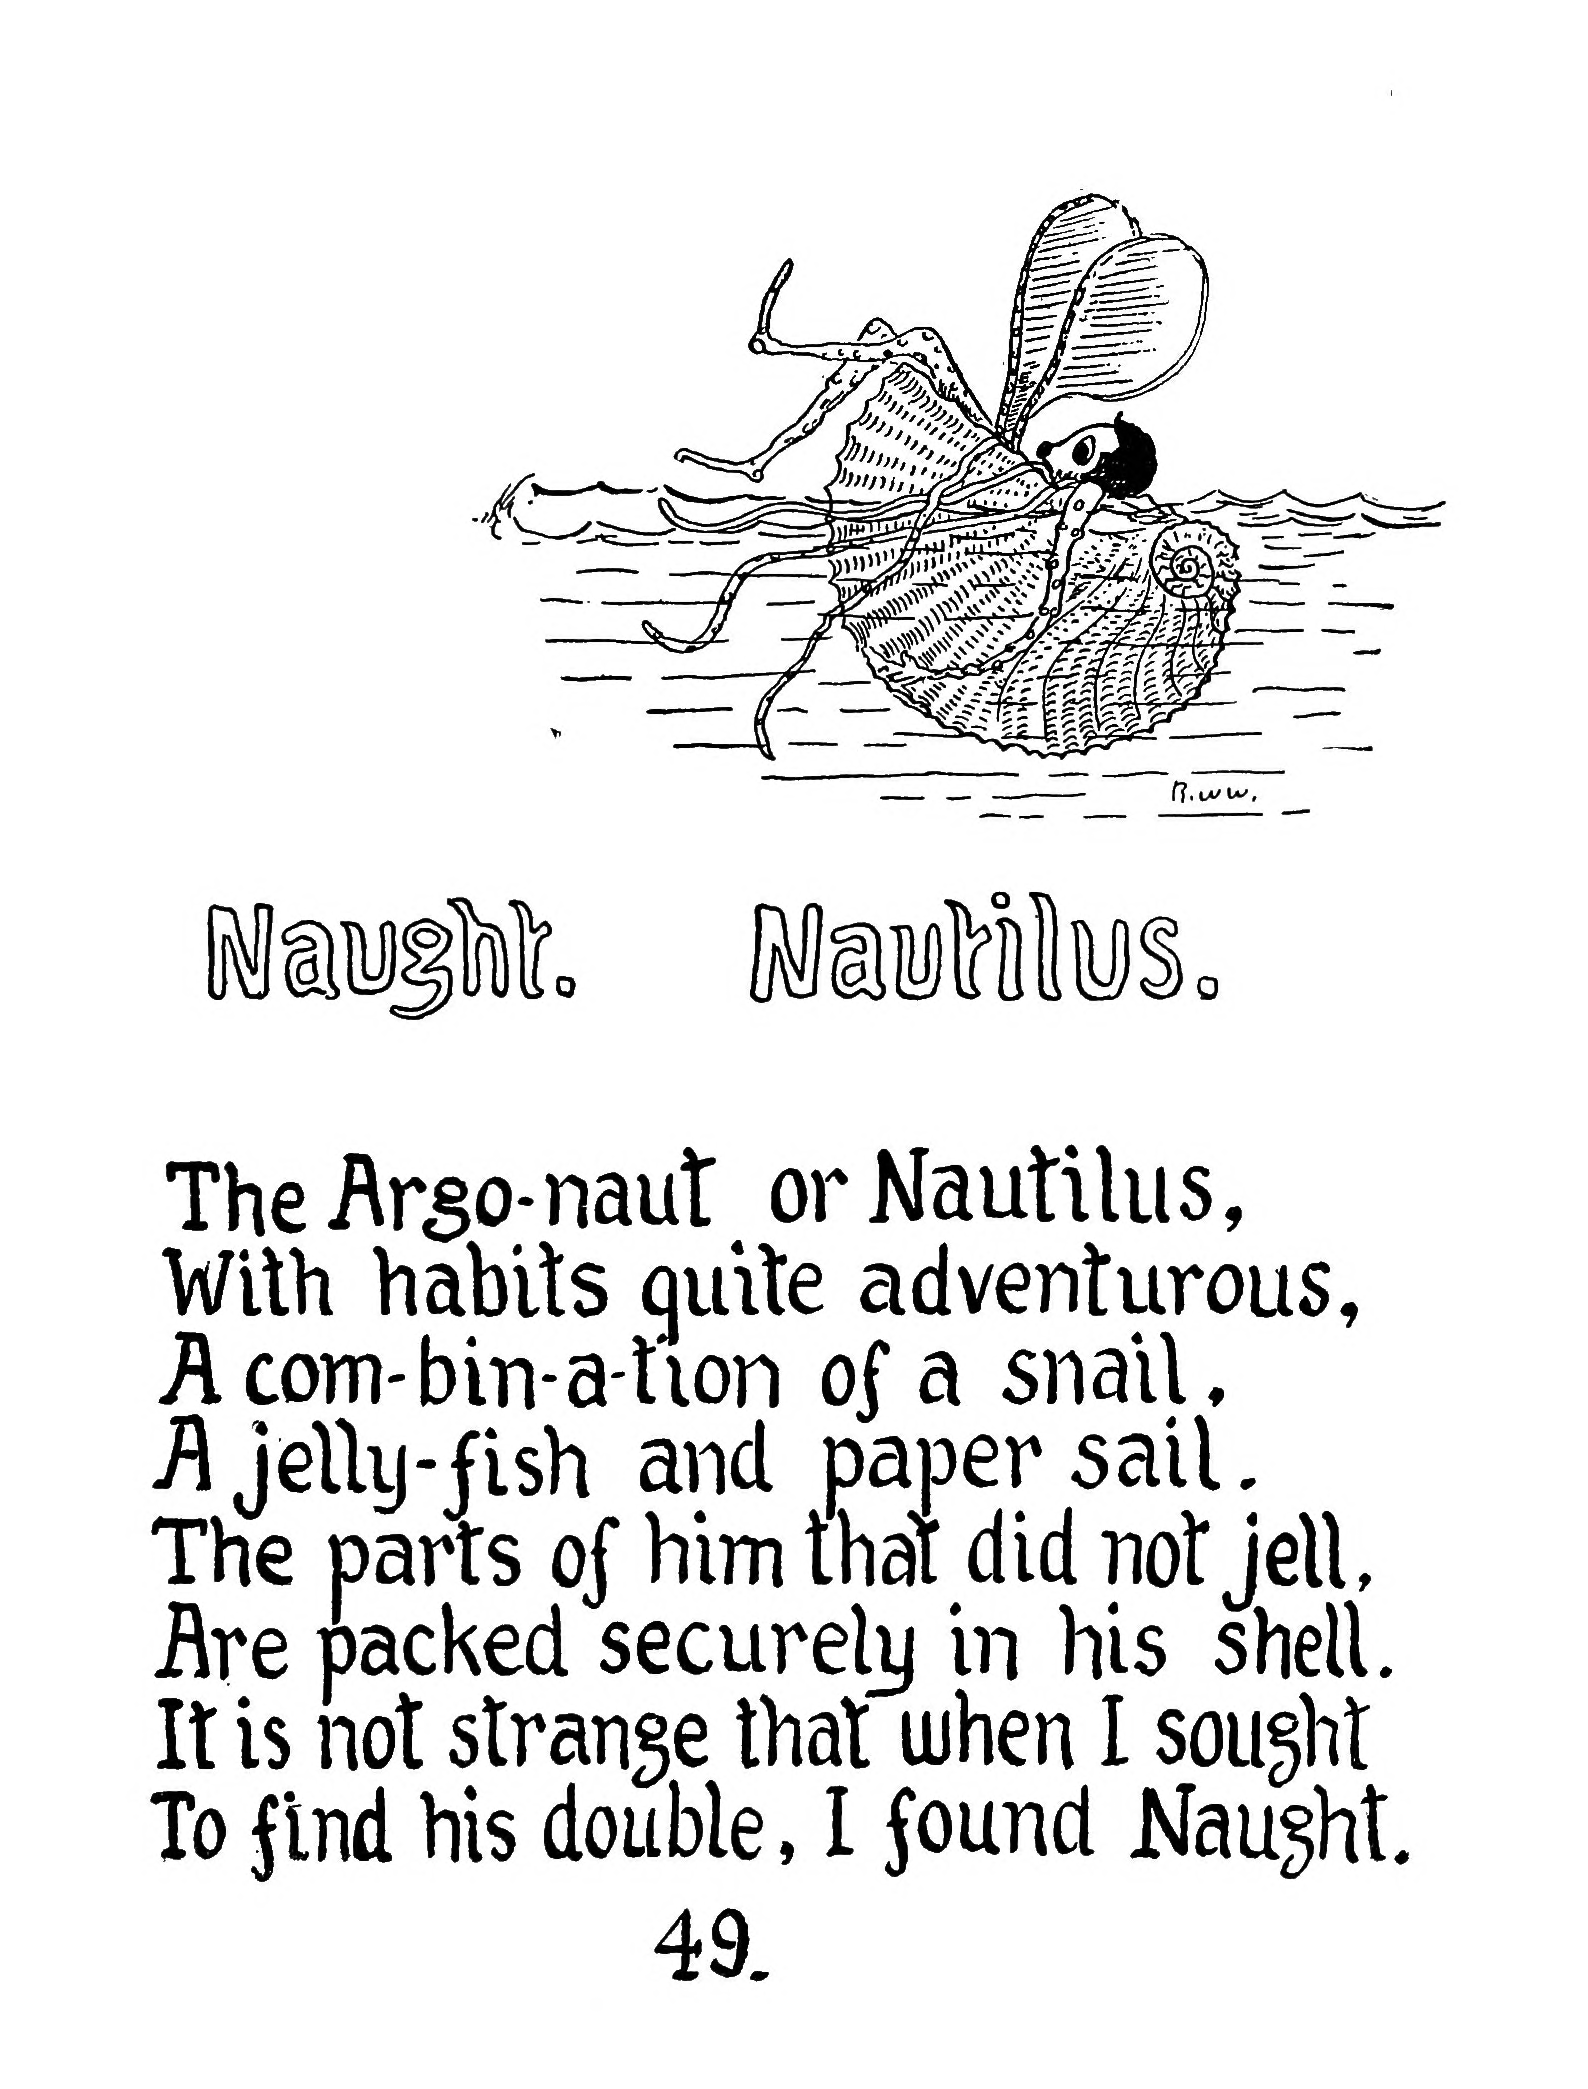 R.WW.
Naught. Nautilus.
The Argo-naut or Nautilus,
With habits quite adventurous,
A com-bin-a-tion of a snail,
A jelly-fish and paper sail.
The parts of him that did not jell,
Are packed securely in his shell.
It is not strange that when I sought
To find his double, I found Naught.
49.